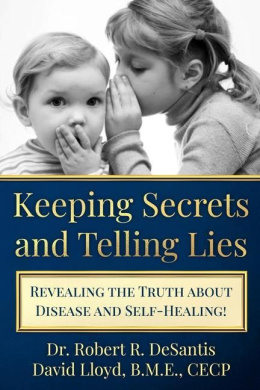 Keeping Secrets
and Telling Lies
Revealing the Truth about
Disease and Self-Healing!
Dr. Robert R. DeSantis
David Lloyd, B.M.E., CECP